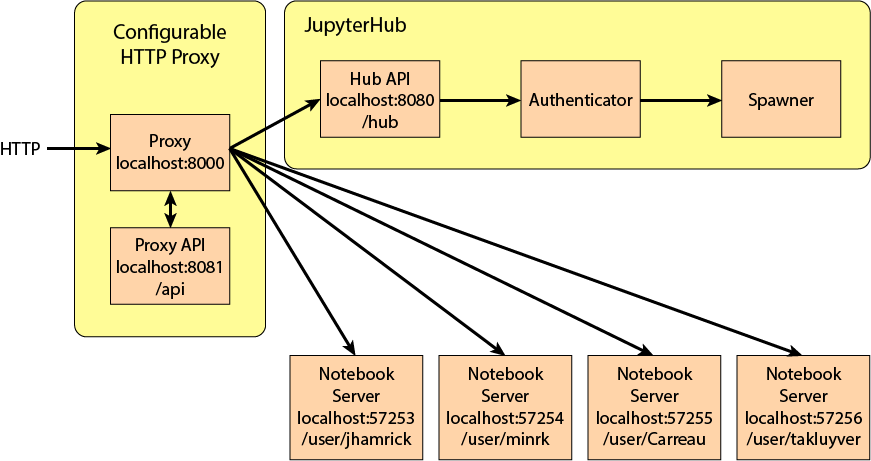 Configurable
HTTP Proxy
JupyterHub
Hub API
localhost:8080
/hub
Authenticator
Spawner
HTTP
Proxy
localhost:8000
Proxy API
localhost:8081
/api
Notebook
Server
localhost:57253
/user/jhamrick
Notebook
Server
localhost:57254
/user/minrk
Notebook
Server
localhost:57255
/user/Carreau
Notebook
Server
localhost:57256
/user/takluyver